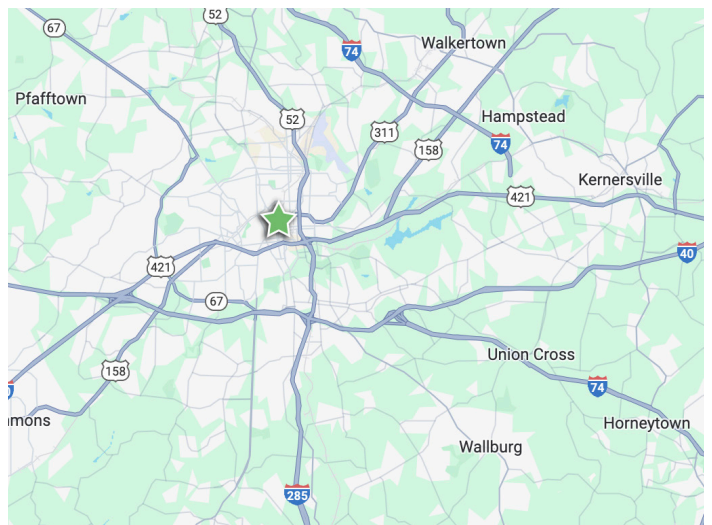 52
67
74
Walkertown
Pfafftown
52
Hampstead
311
74
158
Kernersville
421
40
421
67
Union Cross
158
74
mmons
Horneytown
Wallburg
285